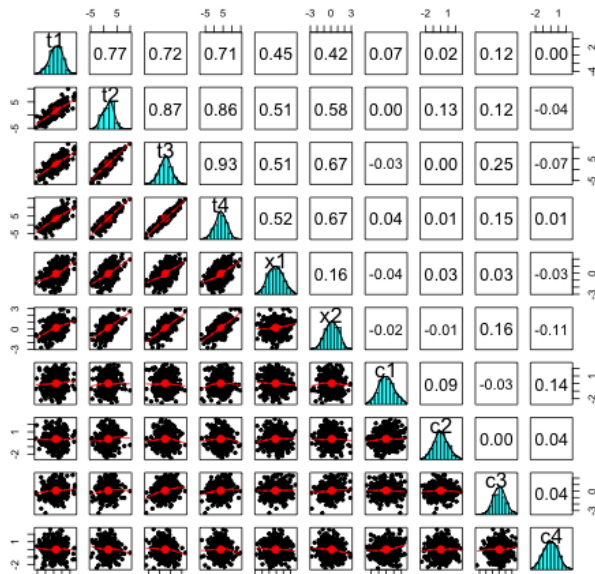 -5 5 -5 5 -3 0 3 -2 1 -2 1
t1 0.77 0.72 0.71 0.45 0.42 0.07 0.02 0.12 0.00 -4 2
-5 5 t2 0.87 0.86 0.51 0.58 0.00 0.13 0.12 -0.04
t3 0.93 0.51 0.67 -0.03 0.00 0.25 -0.07 -5 5
-5 5 t4 0.52 0.67 0.04 0.01 0.15 0.01
x1 0.16 -0.04 0.03 0.03 -0.03 -3 0
-3 0 3 x2 -0.02 -0.01 0.16 -0.11
c1 0.09 -0.03 0.14 -2 1
-2 1 c2 0.00 0.04
c3 0.04 -3 0
-2 1 c4